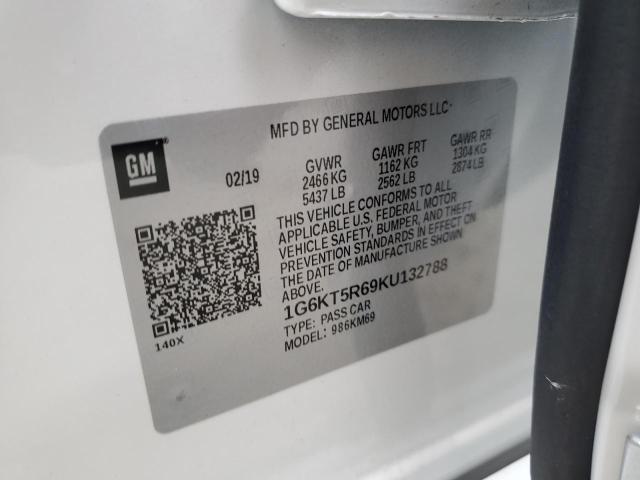 MFD BY GENERAL MOTORS LLC
GM
02/19
GVWR
2466 KG
5437 LB
GAWR FRT
1162 KG
2562 LB
GAWR RR
1304 KG
2874 LB
THIS VEHICLE CONFORMS TO ALL
APPLICABLE U.S. FEDERAL MOTOR
VEHICLE SAFETY, BUMPER, AND THEFT
PREVENTION STANDARDS IN EFFECT ON
THE DATE OF MANUFACTURE SHOWN
ABOVE.
1G6KT5R69KU132788
TYPE: PASS CAR
MODEL: 986KM69
140X